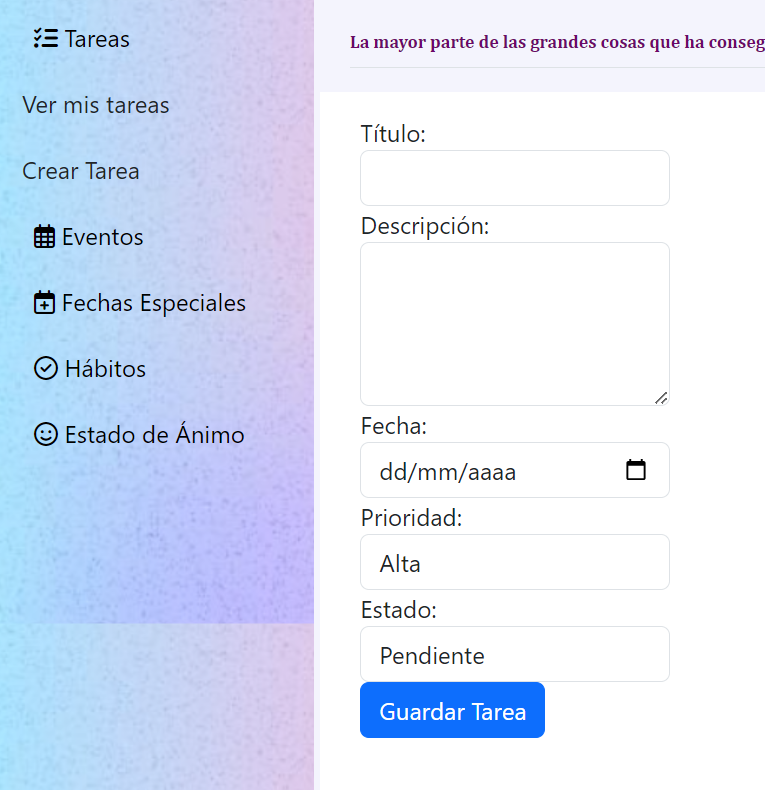 Tareas
Ver mis tareas
Crear Tarea
Eventos
Fechas Especiales
Hábitos
Estado de Ánimo
La mayor parte de las grandes cosas que ha conseg
Título:
Descripción:
Fecha:
dd/mm/aaaa
Prioridad:
Alta
Estado:
Pendiente
Guardar Tarea